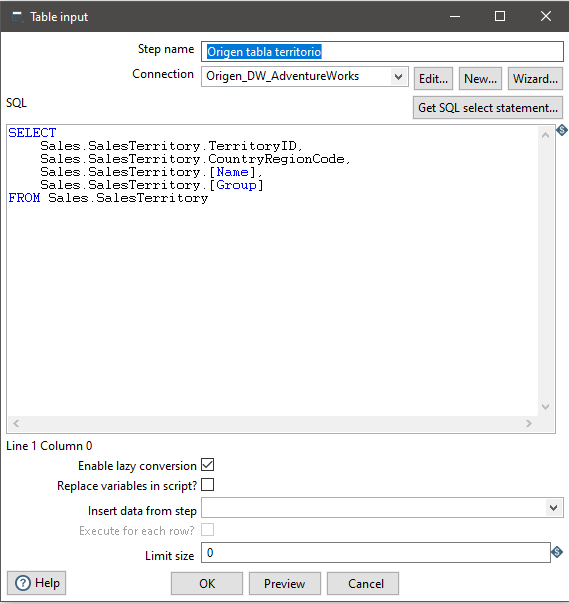 Table input
Step name Origen tabla territorio
Connection Origen_DW_AdventureWorks Edit... New... Wizard...
SQL Get SQL select statement...
SELECT
    Sales.SalesTerritory.TerritoryID,
    Sales.SalesTerritory.CountryRegionCode,
    Sales.SalesTerritory.[Name],
    Sales.SalesTerritory.[Group]
FROM Sales.SalesTerritory
Line 1 Column 0
Enable lazy conversion
Replace variables in script?
Insert data from step
Execute for each row?
Limit size 0
? Help OK Preview Cancel